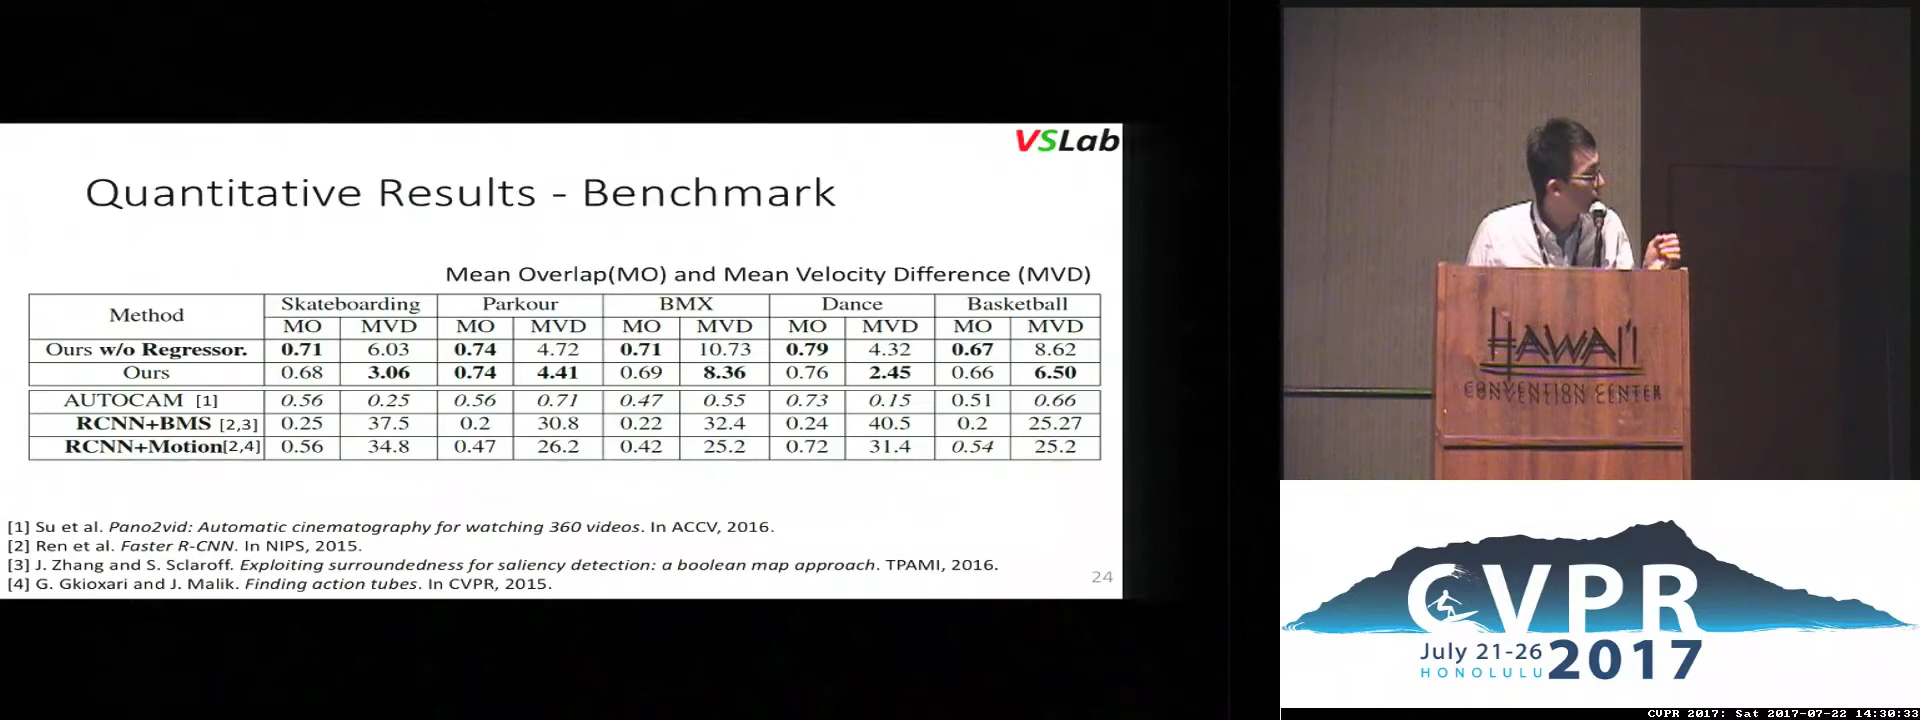 VSLab
Quantitative Results - Benchmark
Mean Overlap(MO) and Mean Velocity Difference (MVD)
Method Skateboarding Parkour BMX Dance Basketball
MO MVD MO MVD MO MVD MO MVD MO MVD
Ours w/o Regressor. 0.71 6.03 0.74 4.72 0.71 10.73 0.79 4.32 0.67 8.62
Ours 0.68 3.06 0.74 4.41 0.69 8.36 0.76 2.45 0.66 6.50
AUTOCAM [1] 0.56 0.25 0.56 0.71 0.47 0.55 0.73 0.15 0.51 0.66
RCNN+BMS [2,3] 0.25 37.5 0.2 30.8 0.22 32.4 0.24 40.5 0.2 25.27
RCNN+Motion[2,4] 0.56 34.8 0.47 26.2 0.42 25.2 0.72 31.4 0.54 25.2
[1] Su et al. Pano2vid: Automatic cinematography for watching 360 videos. In ACCV, 2016.
[2] Ren et al. Faster R-CNN. In NIPS, 2015.
[3] J. Zhang and S. Sclaroff. Exploiting surroundedness for saliency detection: a boolean map approach. TPAMI, 2016.
[4] G. Gkioxari and J. Malik. Finding action tubes. In CVPR, 2015.
24
HAWAI'I
CONVENTION CENTER
CVPR
July 21-26
HONOLULU
2017
CVPR 2017: Sat 2017-07-22 14:30:33